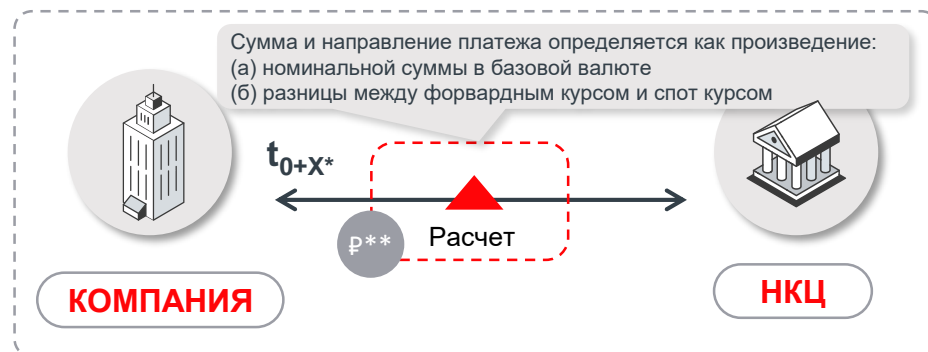 Сумма и направление платежа определяется как произведение:
(а) номинальной суммы в базовой валюте
(б) разницы между форвардным курсом и спот курсом
t0+X*
₽**
Расчет
КОМПАНИЯ
НКЦ